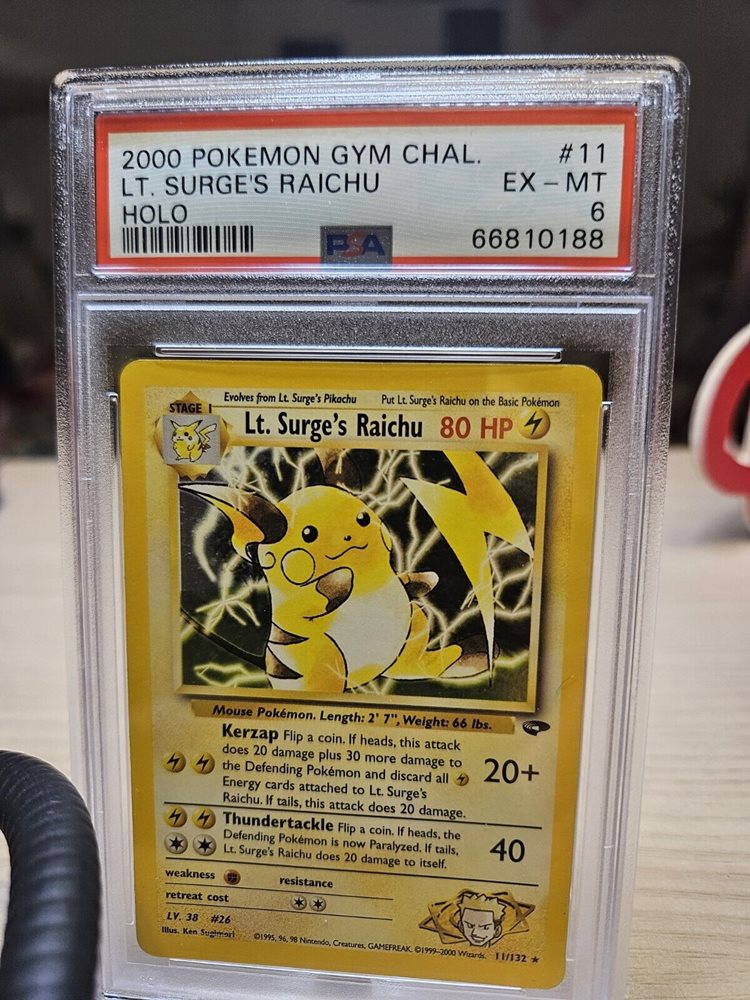 2000 POKEMON GYM CHAL. #11
LT. SURGE'S RAICHU EX - MT
HOLO 6
PSA 66810188
Evolves from Lt. Surge's Pikachu Put Lt. Surge's Raichu on the Basic Pokémon
STAGE 1
Lt. Surge's Raichu 80 HP
Mouse Pokémon. Length: 2' 7", Weight: 66 lbs.
Kerzap Flip a coin. If heads, this attack
does 20 damage plus 30 more damage to
the Defending Pokémon and discard all
Energy cards attached to Lt. Surge's
Raichu. If tails, this attack does 20 damage.
20+
Thundertackle Flip a coin. If heads, the
Defending Pokémon is now Paralyzed. If tails,
Lt. Surge's Raichu does 20 damage to itself.
40
weakness resistance
retreat cost
LV. 38 #26
Illus. Ken Sugimori ©1995, 96, 98 Nintendo, Creatures, GAMEFREAK. ©1999-2000 Wizards. 11/132 ★